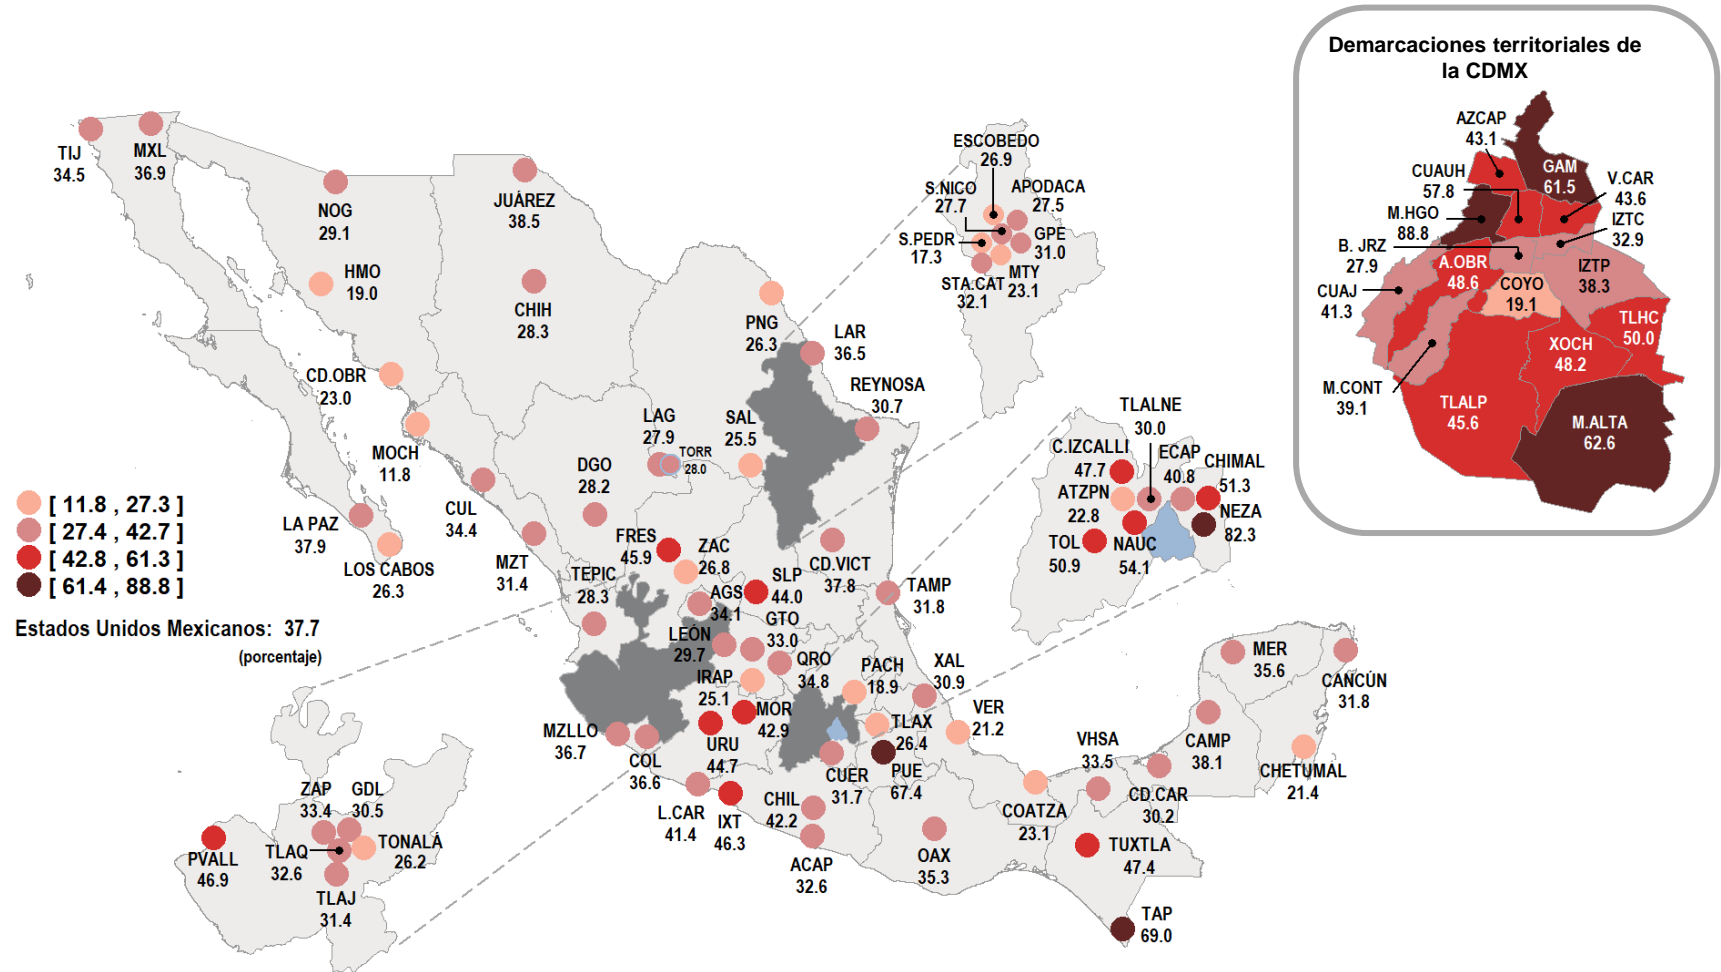 Demarcaciones territoriales de
la CDMX
AZCAP
43.1
GAM
61.5
CUAUH
57.8
V.CAR
43.6
M.HGO
88.8
IZTC
32.9
B. JRZ
27.9
A.OBR
48.6
IZTP
38.3
COYO
19.1
CUAJ
41.3
TLHC
50.0
XOCH
48.2
M.CONT
39.1
TLALP
45.6
M.ALTA
62.6
TIJ
34.5
MXL
36.9
NOG
29.1
JUÁREZ
38.5
HMO
19.0
CHIH
28.3
CD.OBR
23.0
MOCH
11.8
CUL
34.4
LA PAZ
37.9
LOS CABOS
26.3
MZT
31.4
DGO
28.2
LAG
27.9
TORR
28.0
SAL
25.5
PNG
26.3
LAR
36.5
REYNOSA
30.7
ESCOBEDO
26.9
S.NICO
27.7
APODACA
27.5
S.PEDR
17.3
GPE
31.0
STA.CAT
32.1
MTY
23.1
FRES
45.9
ZAC
26.8
TEPIC
28.3
AGS
34.1
SLP
44.0
CD.VICT
37.8
TAMP
31.8
LEÓN
29.7
GTO
33.0
QRO
34.8
IRAP
25.1
PACH
18.9
XAL
30.9
MOR
42.9
URU
44.7
MZLLO
36.7
COL
36.6
L.CAR
41.4
IXT
46.3
CHIL
42.2
ACAP
32.6
CUER
31.7
TLAX
26.4
PUE
67.4
VER
21.2
OAX
35.3
COATZA
23.1
VHSA
33.5
CD.CAR
30.2
CAMP
38.1
MER
35.6
CANCÚN
31.8
CHETUMAL
21.4
TUXTLA
47.4
TAP
69.0
TLALNE
30.0
C.IZCALLI
47.7
ECAP
40.8
CHIMAL
51.3
ATZPN
22.8
NEZA
82.3
TOL
50.9
NAUC
54.1
ZAP
33.4
GDL
30.5
TONALÁ
26.2
PVALL
46.9
TLAQ
32.6
TLAJ
31.4
[ 11.8 , 27.3 ]
[ 27.4 , 42.7 ]
[ 42.8 , 61.3 ]
[ 61.4 , 88.8 ]
Estados Unidos Mexicanos: 37.7
(porcentaje)